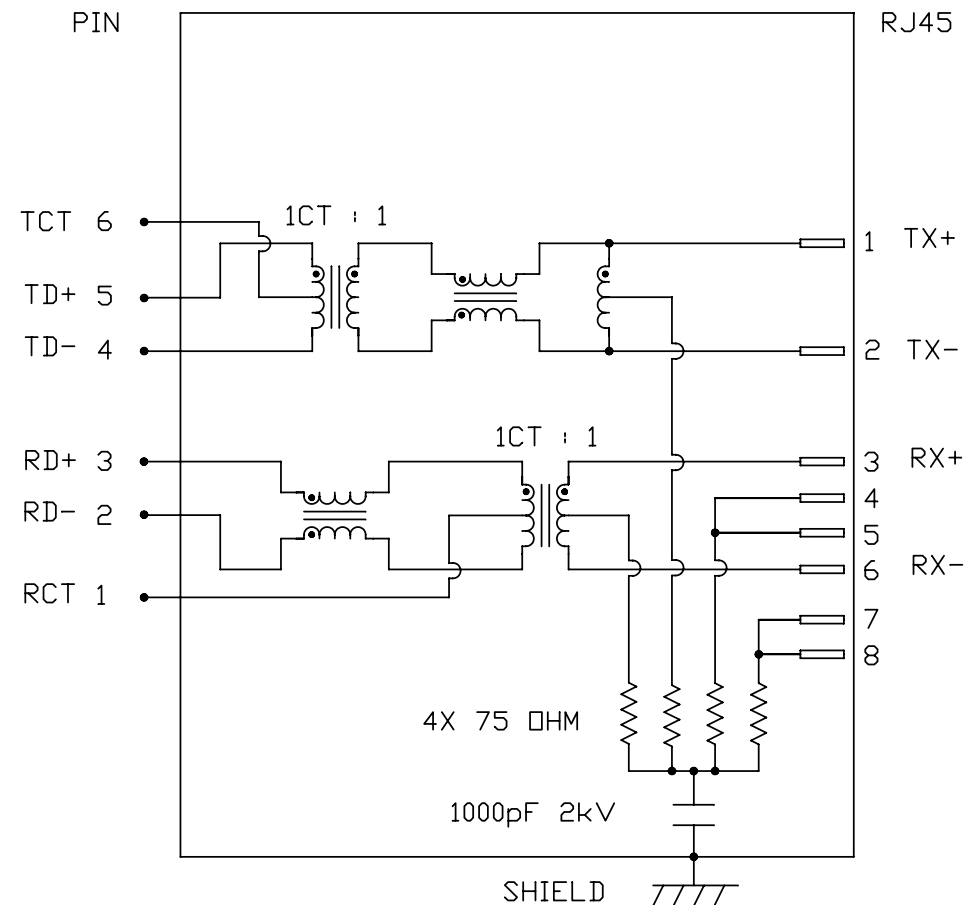 PIN
RJ45
TCT 6
1CT : 1
1 TX+
TD+ 5
TD- 4
2 TX-
1CT : 1
RD+ 3
3 RX+
4
RD- 2
5
6 RX-
RCT 1
7
8
4X 75 OHM
1000pF 2kV
SHIELD